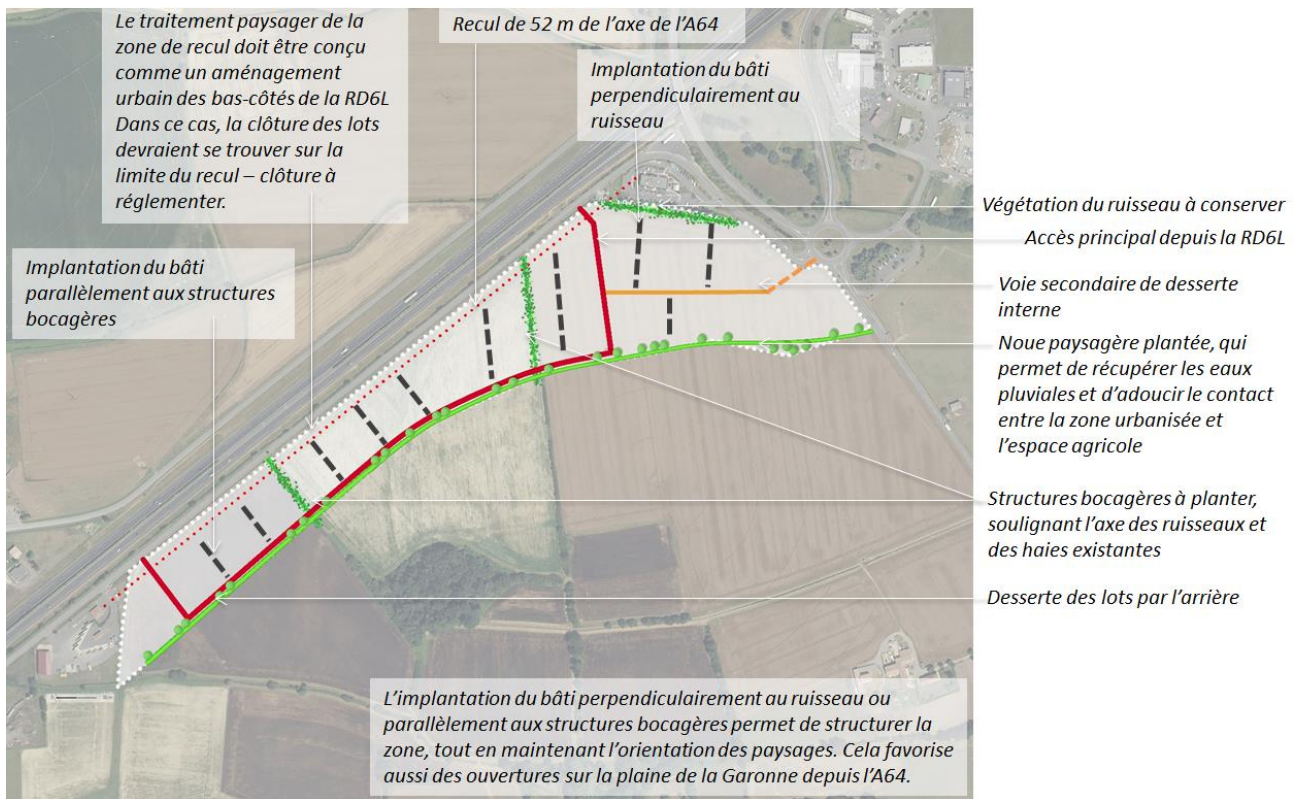 Le traitement paysager de la
zone de recul doit être conçu
comme un aménagement
urbain des bas-côtés de la RD6L
Dans ce cas, la clôture des lots
devraient se trouver sur la
limite du recul – clôture à
réglementer.
Recul de 52 m de l'axe de l'A64
Implantation du bâti
perpendiculairement au
ruisseau
Implantation du bâti
parallèlement aux structures
bocagères
Végétation du ruisseau à conserver
Accès principal depuis la RD6L
Voie secondaire de desserte
interne
Noue paysagère plantée, qui
permet de récupérer les eaux
pluviales et d'adoucir le contact
entre la zone urbanisée et
l'espace agricole
Structures bocagères à planter,
soulignant l'axe des ruisseaux et
des haies existantes
Desserte des lots par l'arrière
L'implantation du bâti perpendiculairement au ruisseau ou
parallèlement aux structures bocagères permet de structurer la
zone, tout en maintenant l'orientation des paysages. Cela favorise
aussi des ouvertures sur la plaine de la Garonne depuis l'A64.